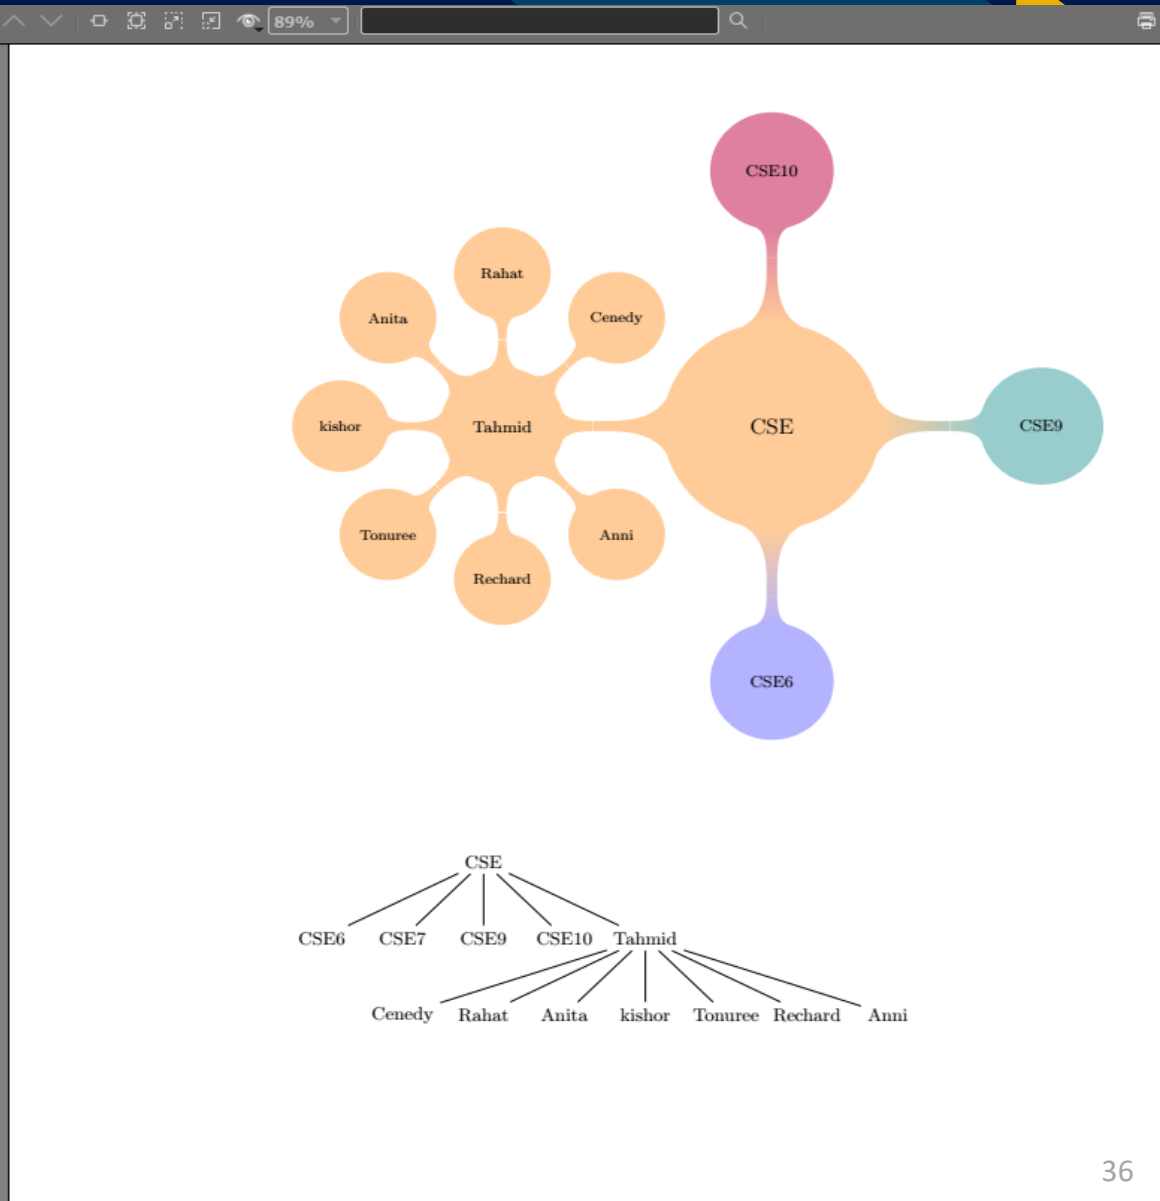 89%
CSE10
Rahat
Anita
Cenedy
kishor
Tahmid
CSE
CSE9
Tonuree
Anni
Rechard
CSE6
CSE
CSE6 CSE7 CSE9 CSE10 Tahmid
Cenedy Rahat Anita kishor Tonuree Rechard Anni
36